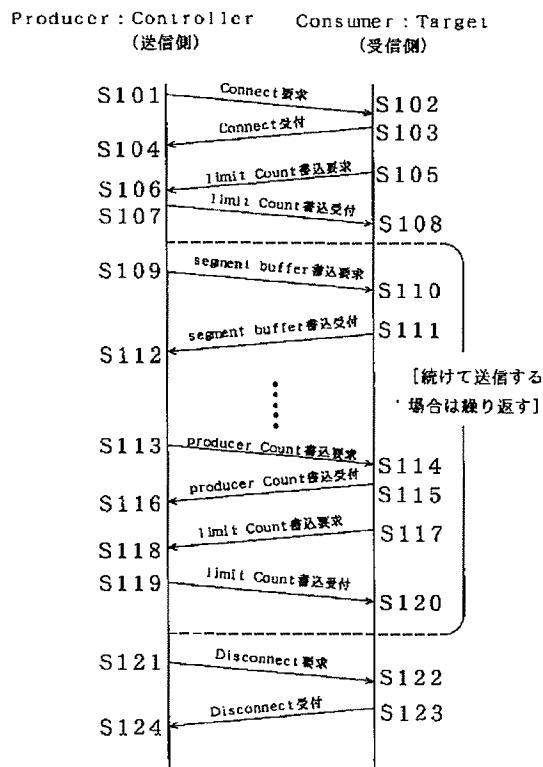 Producer : Controller
(送信側)
Consumer : Target
(受信側)
S101
Connect要求
S102
S103
Connect受付
S104
S105
limit Count書込要求
S106
S107
limit Count書込受付
S108
S109
segment buffer書込要求
S110
S111
segment buffer書込受付
S112
[続けて送信する
場合は繰り返す]
S113
producer Count書込要求
S114
S115
producer Count書込受付
S116
S117
limit Count書込要求
S118
S119
limit Count書込受付
S120
S121
Disconnect要求
S122
S123
Disconnect受付
S124